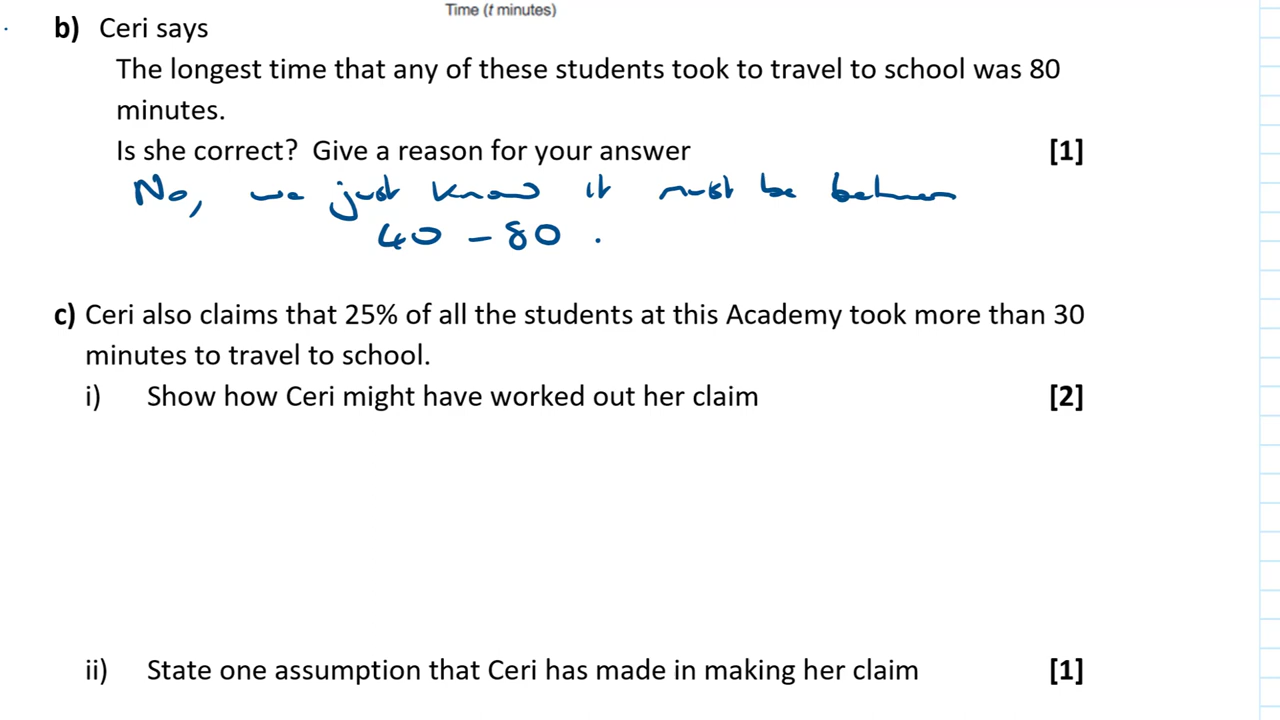 Time (t minutes)
b) Ceri says
The longest time that any of these students took to travel to school was 80
minutes.
Is she correct? Give a reason for your answer [1]
No, we just know it must be between
40 - 80 .
c) Ceri also claims that 25% of all the students at this Academy took more than 30
minutes to travel to school.
i) Show how Ceri might have worked out her claim [2]
ii) State one assumption that Ceri has made in making her claim [1]